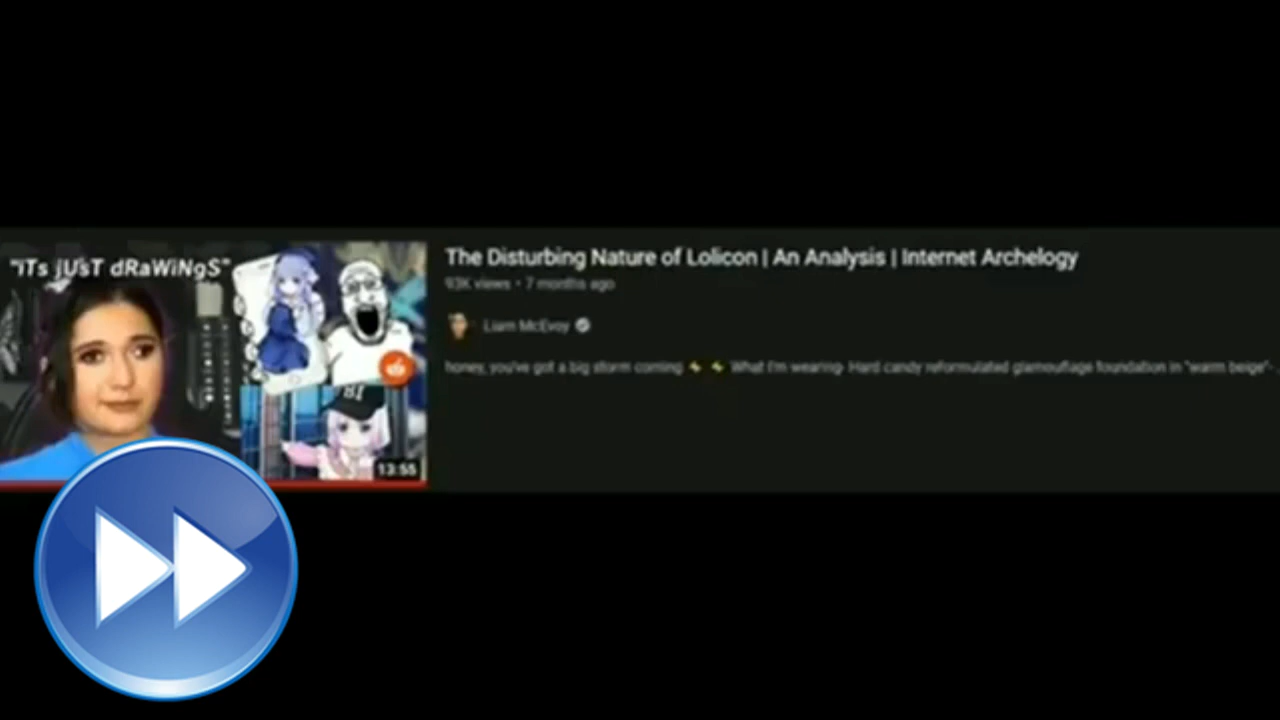 "iTs jUsT dRaWiNgS"
The Disturbing Nature of Lolicon | An Analysis | Internet Archelogy
93K views • 7 months ago
Liam McEvoy
honey, you've got a big storm coming What I'm wearing- Hard candy reformulated glamouflage foundation in "warm beige"-
13:55